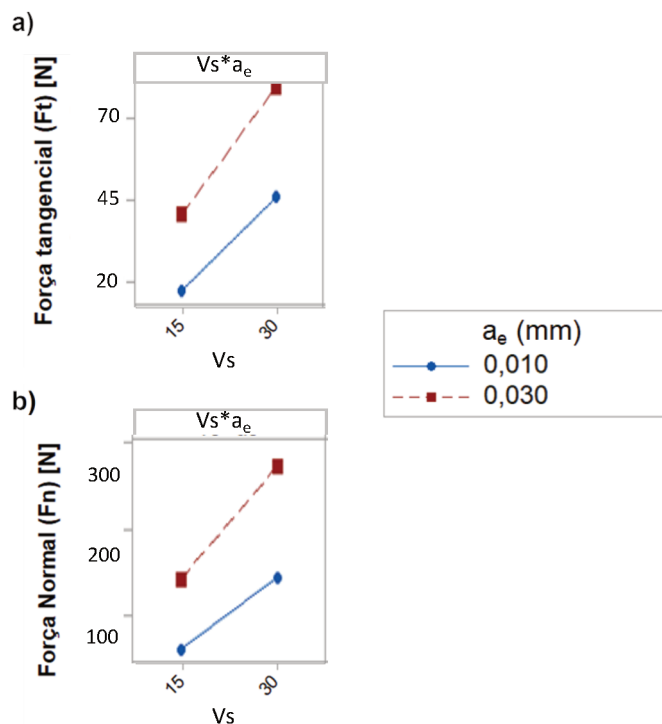 a)
Vs*aₑ
Força tangencial (Ft) [N]
70
45
20
15 30
Vs
aₑ (mm)
0,010
0,030
b)
Vs*aₑ
Força Normal (Fn) [N]
300
200
100
15 30
Vs